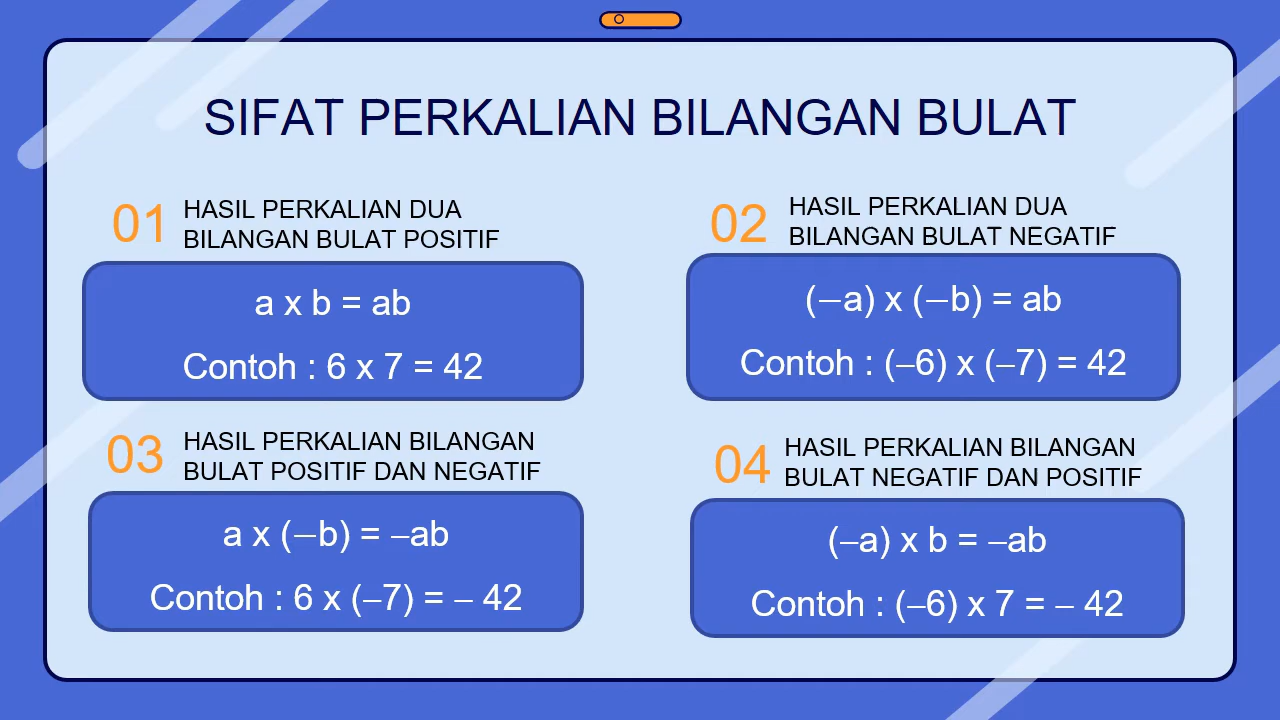 SIFAT PERKALIAN BILANGAN BULAT
01
HASIL PERKALIAN DUA
BILANGAN BULAT POSITIF
a x b = ab
Contoh : 6 x 7 = 42
02
HASIL PERKALIAN DUA
BILANGAN BULAT NEGATIF
(−a) x (−b) = ab
Contoh : (–6) x (–7) = 42
03
HASIL PERKALIAN BILANGAN
BULAT POSITIF DAN NEGATIF
a x (−b) = –ab
Contoh : 6 x (–7) = – 42
04
HASIL PERKALIAN BILANGAN
BULAT NEGATIF DAN POSITIF
(–a) x b = –ab
Contoh : (–6) x 7 = – 42